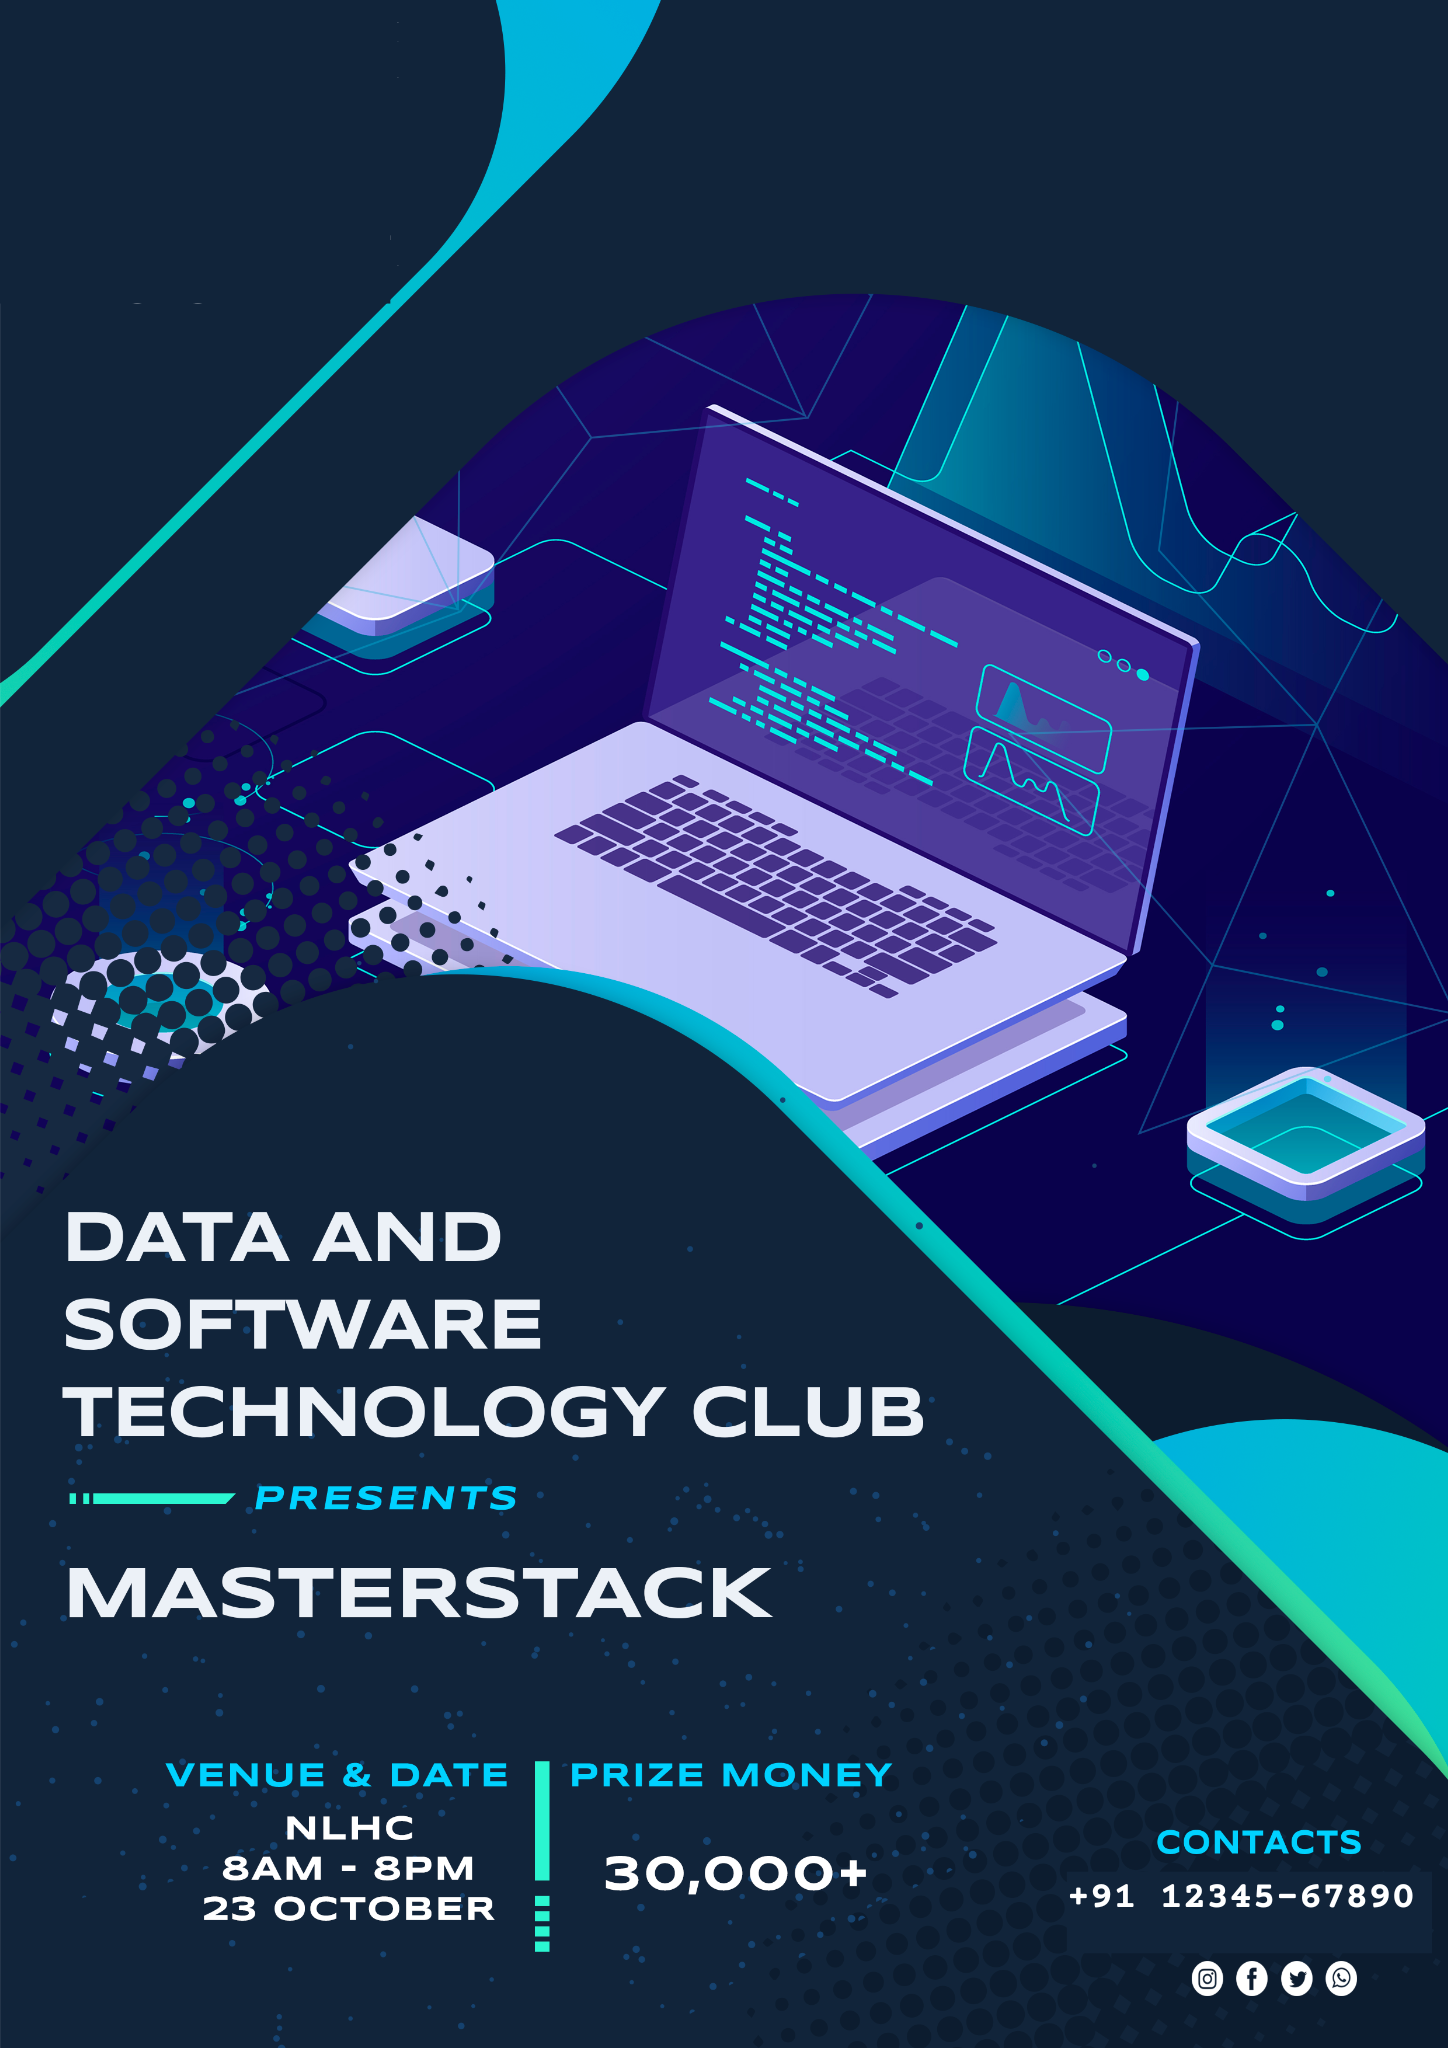 DATA AND
SOFTWARE
TECHNOLOGY CLUB
PRESENTS
MASTERSTACK
VENUE & DATE
NLHC
8AM - 8PM
23 OCTOBER
PRIZE MONEY
30,000+
CONTACTS
+91 12345-67890